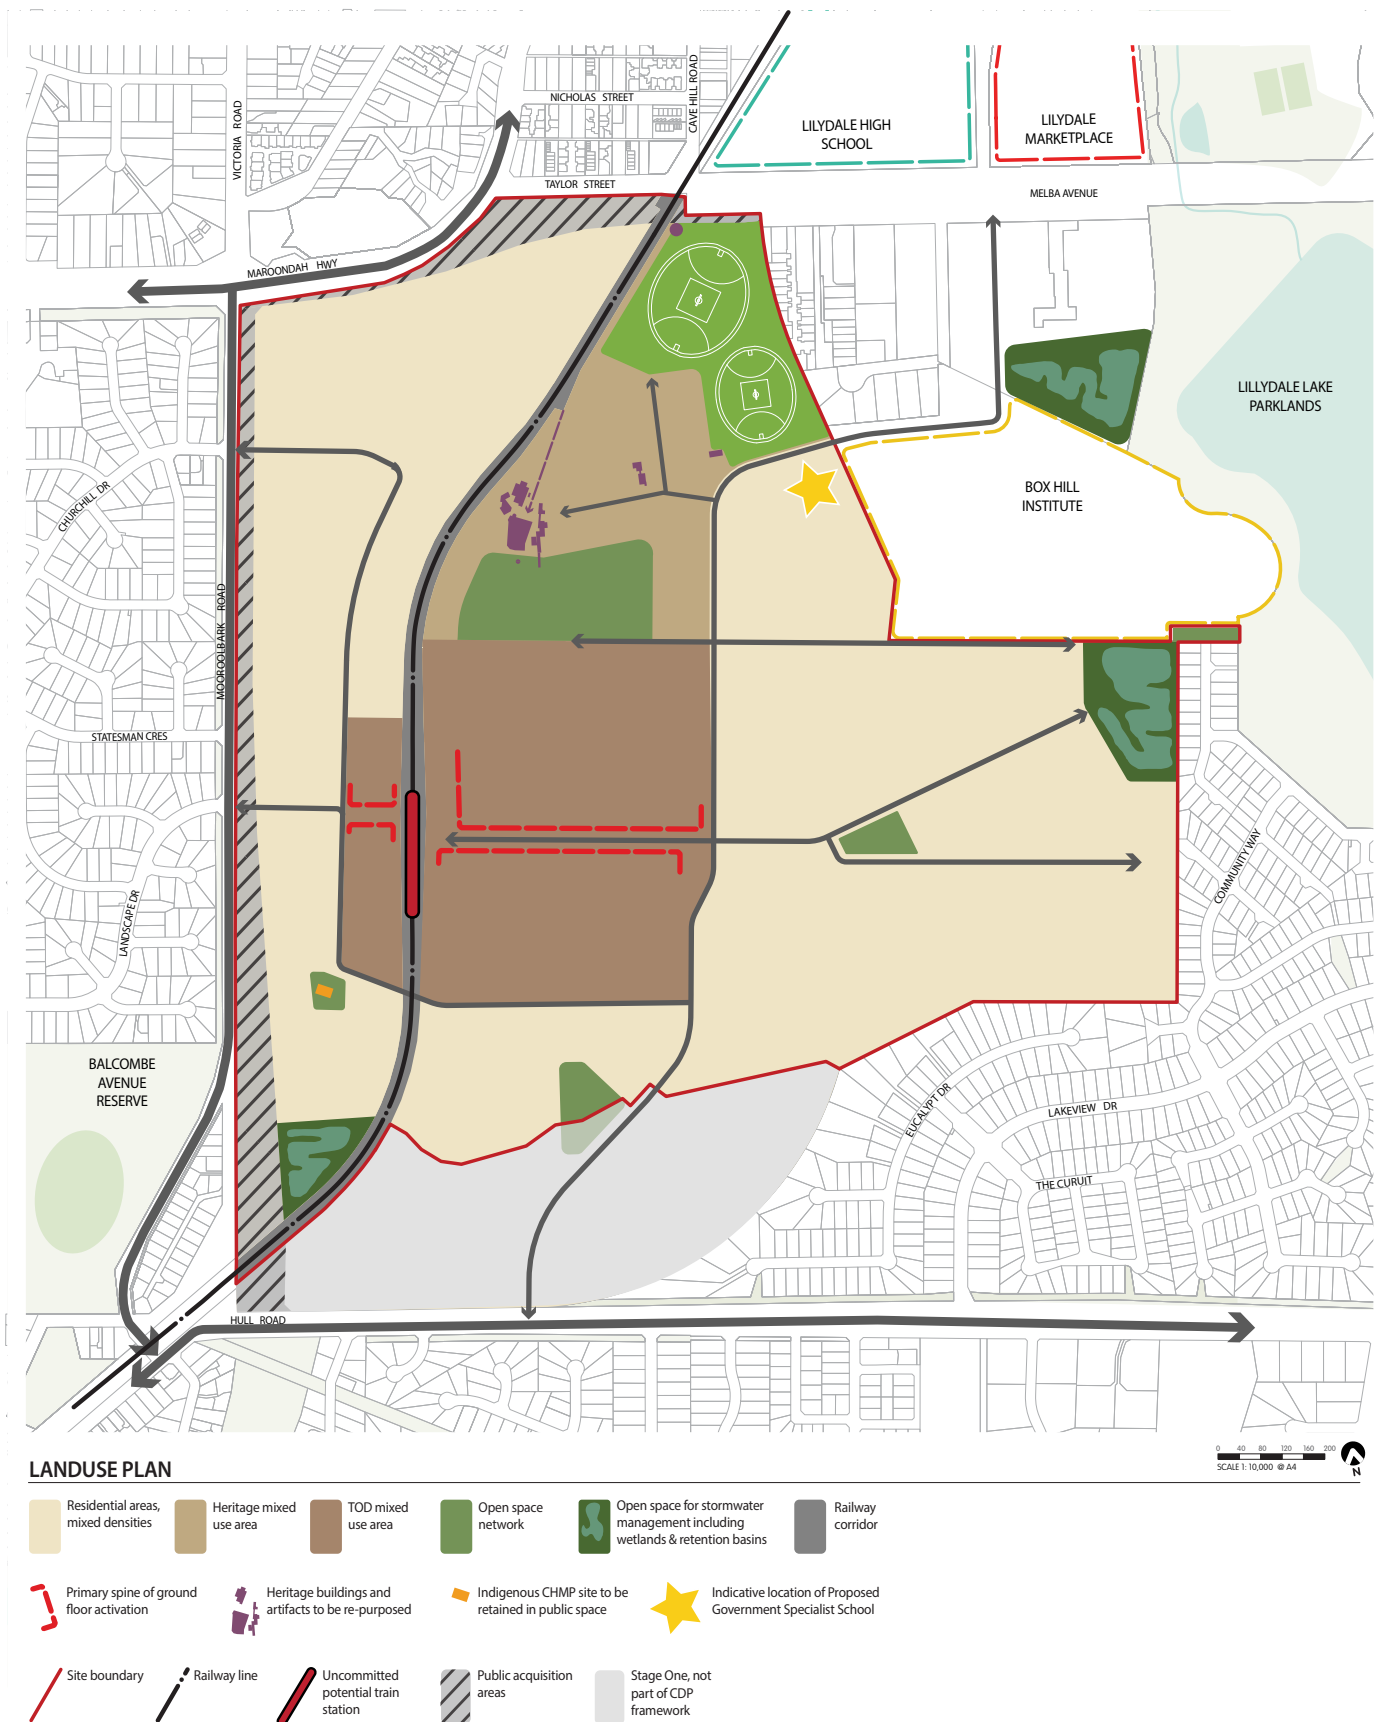 NICHOLAS STREET
CAVE HILL ROAD
VICTORIA ROAD
LILYDALE HIGH
SCHOOL
LILYDALE
MARKETPLACE
TAYLOR STREET
MELBA AVENUE
MAROONDAH HWY
LILLYDALE LAKE
PARKLANDS
CHURCHILL DR
BOX HILL
INSTITUTE
MOOROOLBARK ROAD
STATESMAN CRES
COMMUNITY WAY
LANDSCAPE DR
BALCOMBE
AVENUE
RESERVE
EUCALYPT DR
LAKEVIEW DR
THE CURUIT
HULL ROAD
0 40 80 120 160 200
SCALE 1: 10,000 @ A4
N
LANDUSE PLAN
Residential areas,
mixed densities
Heritage mixed
use area
TOD mixed
use area
Open space
network
Open space for stormwater
management including
wetlands & retention basins
Railway
corridor
Primary spine of ground
floor activation
Heritage buildings and
artifacts to be re-purposed
Indigenous CHMP site to be
retained in public space
Indicative location of Proposed
Government Specialist School
Site boundary
Railway line
Uncommitted
potential train
station
Public acquisition
areas
Stage One, not
part of CDP
framework